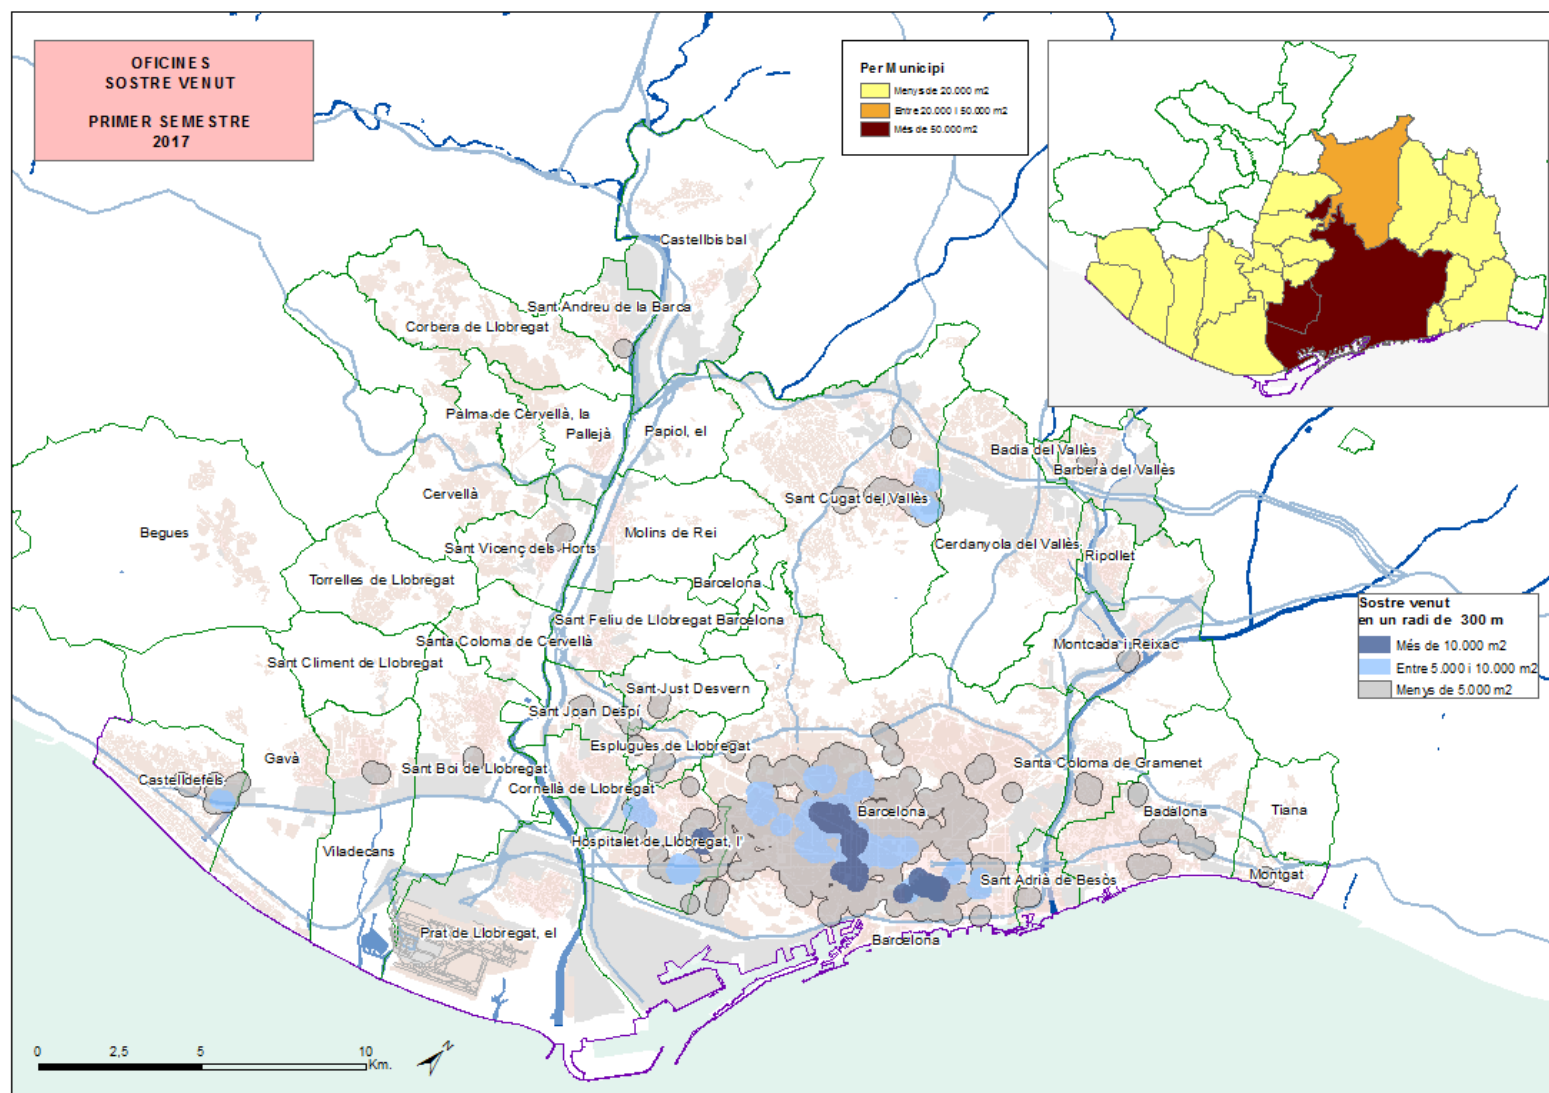 OFICINES
SOSTRE VENUT
PRIMER SEMESTRE
2017
Per Municipi
Menys de 20.000 m2
Entre 20.000 i 50.000 m2
Més de 50.000 m2
Castellbisbal
Sant Andreu de la Barca
Corbera de Llobregat
Palma de Cervellà, la
Pallejà
Papiol, el
Badia del Vallès
Barberà del Vallès
Cervellà
Sant Cugat del Vallès
Begues
Molins de Rei
Sant Vicenç dels Horts
Cerdanyola del Vallès
Ripollet
Torrelles de Llobregat
Barcelona
Sant Feliu de Llobregat
Barcelona
Santa Coloma de Cervelló
Montcada i Reixac
Sant Climent de Llobregat
Sostre venut
en un radi de 300 m
Més de 10.000 m2
Entre 5.000 i 10.000 m2
Menys de 5.000 m2
Sant Just Desvern
Sant Joan Despí
Esplugues de Llobregat
Gavà
Sant Boi de Llobregat
Santa Coloma de Gramenet
Castelldefels
Cornellà de Llobregat
Barcelona
Badalona
Tiana
Viladecans
Hospitalet de Llobregat, l'
Sant Adrià de Besòs
Montgat
Prat de Llobregat, el
Barcelona
0 2,5 5 10
Km.
N